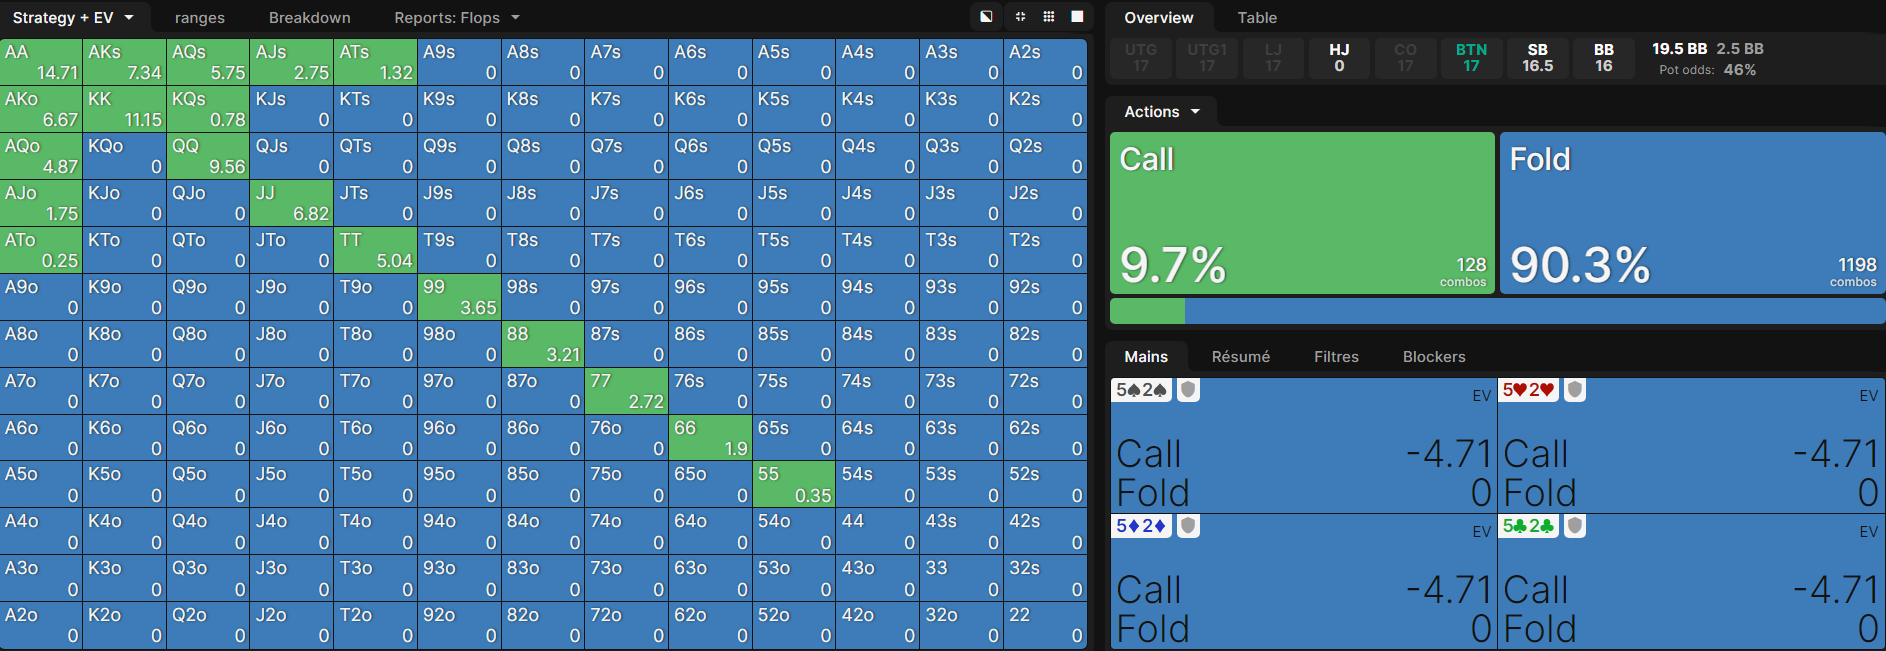 Strategy + EV ranges Breakdown Reports: Flops
AA AKs AQs AJs ATs A9s A8s A7s A6s A5s A4s A3s A2s
14.71 7.34 5.75 2.75 1.32 0 0 0 0 0 0 0 0
AKo KK KQs KJs KTs K9s K8s K7s K6s K5s K4s K3s K2s
6.67 11.15 0.78 0 0 0 0 0 0 0 0 0 0
AQo KQo QQ QJs QTs Q9s Q8s Q7s Q6s Q5s Q4s Q3s Q2s
4.87 0 9.56 0 0 0 0 0 0 0 0 0 0
AJo KJo QJo JJ JTs J9s J8s J7s J6s J5s J4s J3s J2s
1.75 0 0 6.82 0 0 0 0 0 0 0 0 0
ATo KTo QTo JTo TT T9s T8s T7s T6s T5s T4s T3s T2s
0.25 0 0 0 5.04 0 0 0 0 0 0 0 0
A9o K9o Q9o J9o T9o 99 98s 97s 96s 95s 94s 93s 92s
0 0 0 0 0 3.65 0 0 0 0 0 0 0
A8o K8o Q8o J8o T8o 98o 88 87s 86s 85s 84s 83s 82s
0 0 0 0 0 0 3.21 0 0 0 0 0 0
A7o K7o Q7o J7o T7o 97o 87o 77 76s 75s 74s 73s 72s
0 0 0 0 0 0 0 2.72 0 0 0 0 0
A6o K6o Q6o J6o T6o 96o 86o 76o 66 65s 64s 63s 62s
0 0 0 0 0 0 0 0 1.9 0 0 0 0
A5o K5o Q5o J5o T5o 95o 85o 75o 65o 55 54s 53s 52s
0 0 0 0 0 0 0 0 0 0.35 0 0 0
A4o K4o Q4o J4o T4o 94o 84o 74o 64o 54o 44 43s 42s
0 0 0 0 0 0 0 0 0 0 0 0 0
A3o K3o Q3o J3o T3o 93o 83o 73o 63o 53o 43o 33 32s
0 0 0 0 0 0 0 0 0 0 0 0 0
A2o K2o Q2o J2o T2o 92o 82o 72o 62o 52o 42o 32o 22
0 0 0 0 0 0 0 0 0 0 0 0 0
Overview Table
UTG UTG1 LJ HJ CO BTN SB BB 19.5 BB 2.5 BB
17 17 17 0 17 17 16.5 16 Pot odds: 46%
Actions
Call Fold
9.7% 128 combos 90.3% 1198 combos
Mains Résumé Filtres Blockers
5♠2♠ EV 5♥2♥ EV
Call -4.71 Call -4.71
Fold 0 Fold 0
5♦2♦ EV 5♣2♣ EV
Call -4.71 Call -4.71
Fold 0 Fold 0